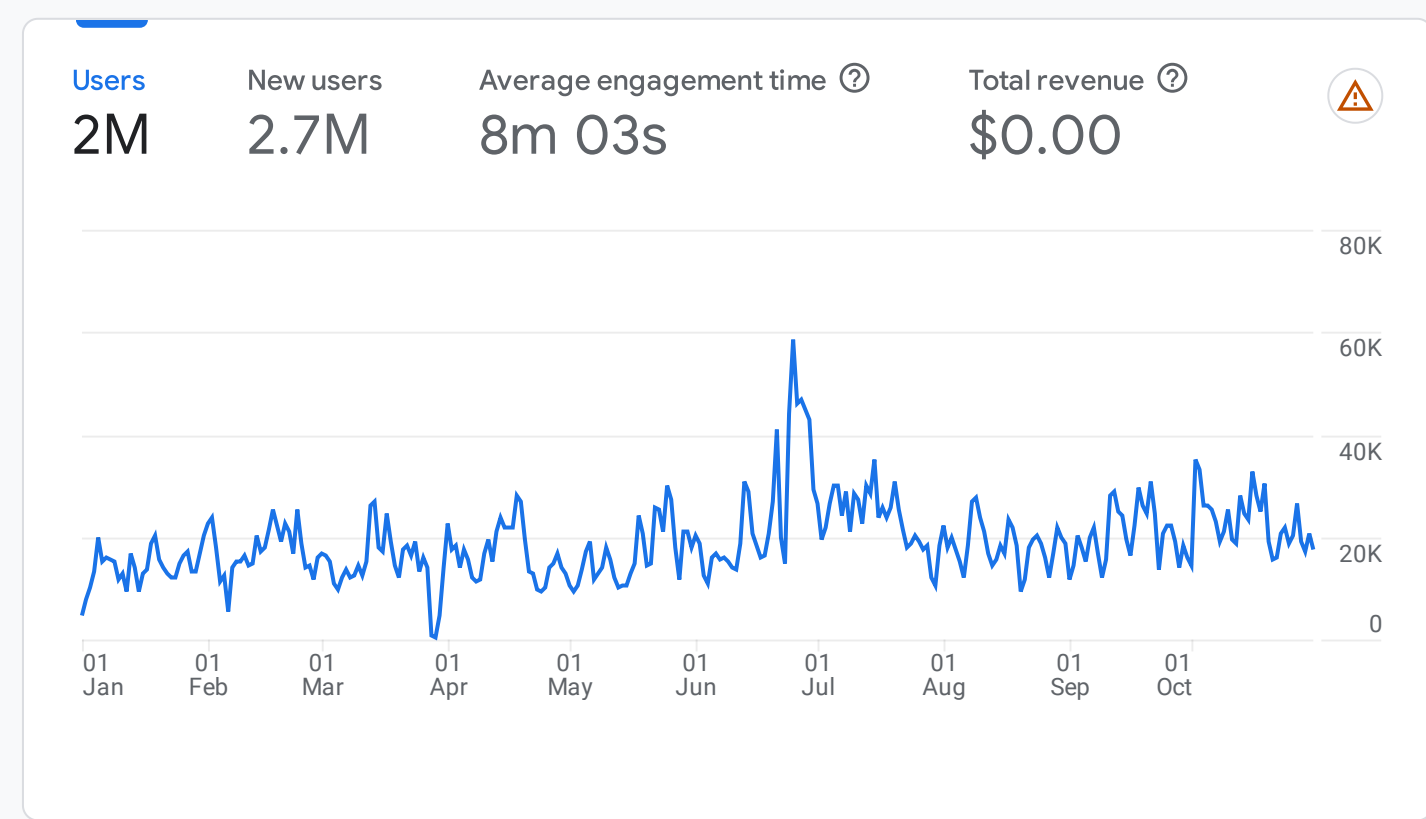 Users New users Average engagement time Total revenue
2M 2.7M 8m 03s $0.00
80K
60K
40K
20K
0
01 01 01 01 01 01 01 01 01 01
Jan Feb Mar Apr May Jun Jul Aug Sep Oct